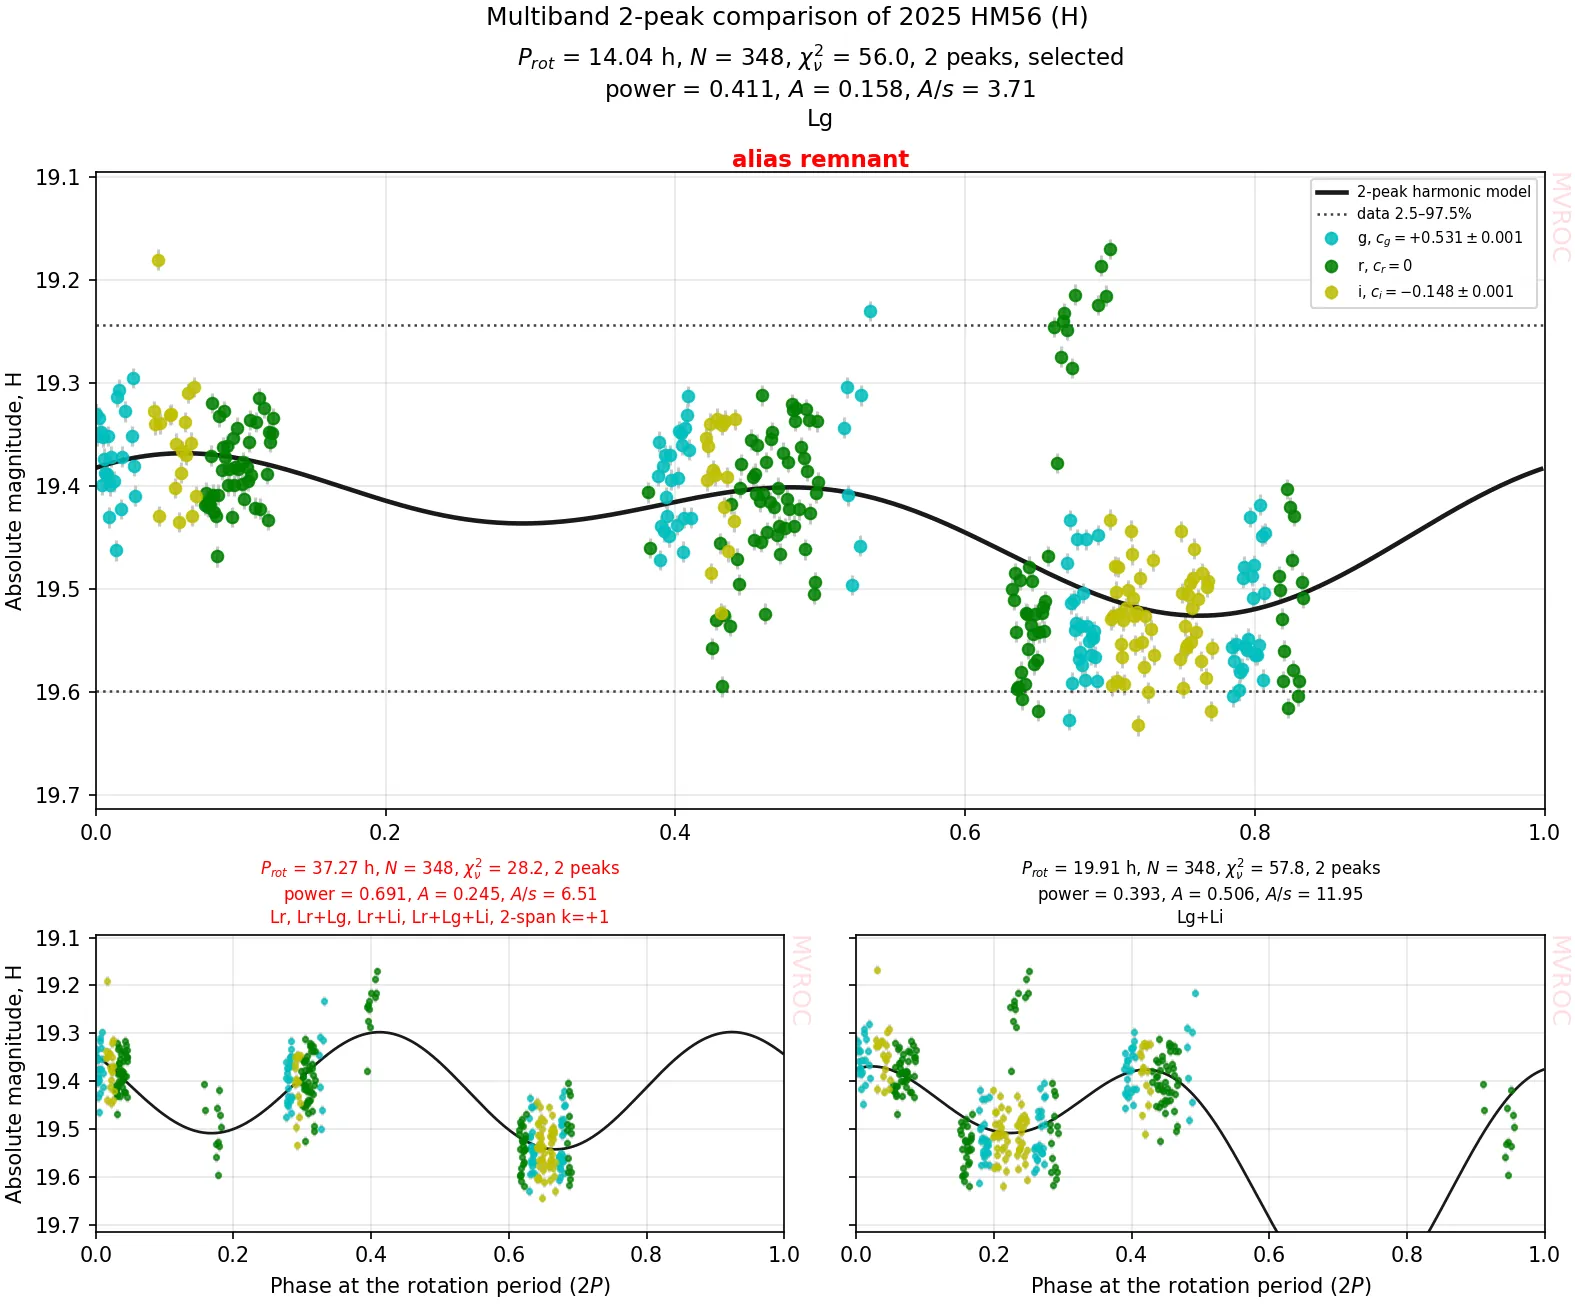 Multiband 2-peak comparison of 2025 HM56 (H)
P_rot = 14.04 h, N = 348, χ²_ν = 56.0, 2 peaks, selected
power = 0.411, A = 0.158, A/s = 3.71
Lg
alias remnant
19.1
19.2
19.3
19.4
19.5
19.6
19.7
Absolute magnitude, H
0.0
0.2
0.4
0.6
0.8
1.0
2-peak harmonic model
data 2.5–97.5%
g, c_g = +0.531 ± 0.001
r, c_r = 0
i, c_i = −0.148 ± 0.001
MVROC
P_rot = 37.27 h, N = 348, χ²_ν = 28.2, 2 peaks
power = 0.691, A = 0.245, A/s = 6.51
Lr, Lr+Lg, Lr+Li, Lr+Lg+Li, 2-span k=+1
19.1
19.2
19.3
19.4
19.5
19.6
19.7
Absolute magnitude, H
0.0
0.2
0.4
0.6
0.8
1.0
Phase at the rotation period (2P)
MVROC
P_rot = 19.91 h, N = 348, χ²_ν = 57.8, 2 peaks
power = 0.393, A = 0.506, A/s = 11.95
Lg+Li
0.0
0.2
0.4
0.6
0.8
1.0
Phase at the rotation period (2P)
MVROC